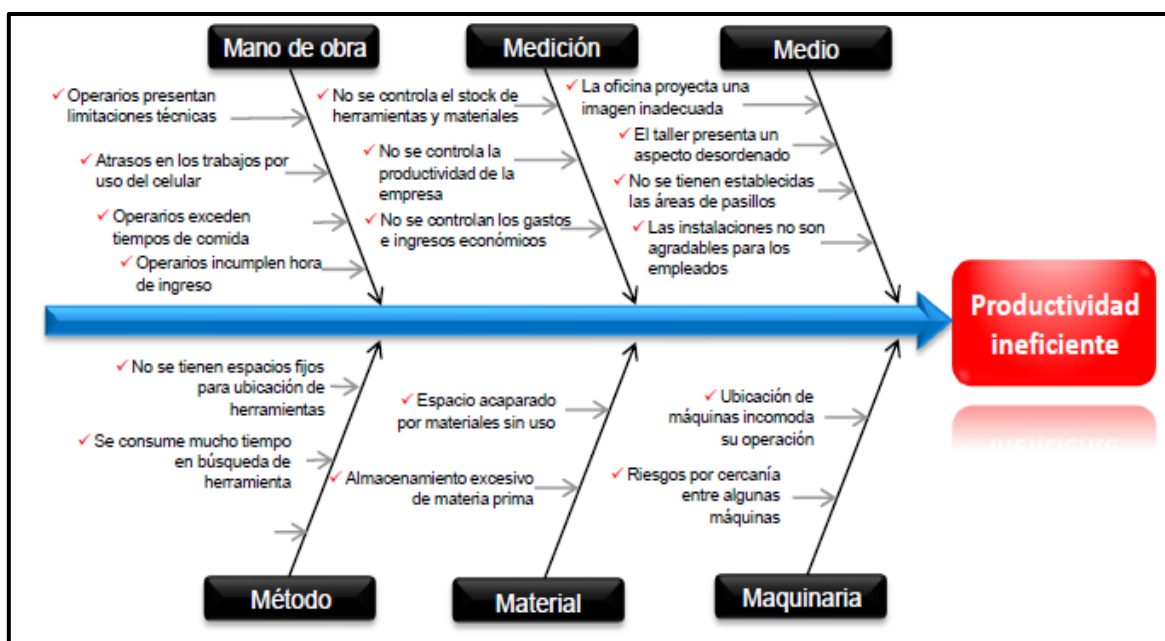 Mano de obra
Medición
Medio
✓ Operarios presentan
limitaciones técnicas
✓ Atrasos en los trabajos por
uso del celular
✓ Operarios exceden
tiempos de comida
✓ Operarios incumplen hora
de ingreso
✓ No se controla el stock de
herramientas y materiales
✓ No se controla la
productividad de la
empresa
✓ No se controlan los gastos
e ingresos económicos
✓ La oficina proyecta una
imagen inadecuada
✓ El taller presenta un
aspecto desordenado
✓ No se tienen establecidas
las áreas de pasillos
✓ Las instalaciones no son
agradables para los
empleados
Productividad
ineficiente
✓ No se tienen espacios fijos
para ubicación de
herramientas
✓ Se consume mucho tiempo
en búsqueda de
herramienta
✓ Espacio acaparado
por materiales sin uso
✓ Almacenamiento excesivo
de materia prima
✓ Ubicación de
máquinas incomoda
su operación
✓ Riesgos por cercanía
entre algunas
máquinas
Método
Material
Maquinaria